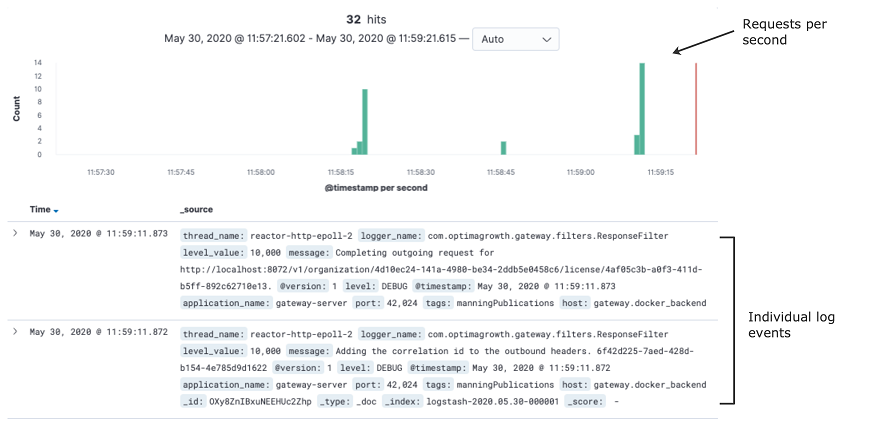 32 hits
May 30, 2020 @ 11:57:21.602 - May 30, 2020 @ 11:59:21.615 — Auto
Requests per
second
14
12
10
8
6
4
2
0
Count
11:57:30 11:57:45 11:58:00 11:58:15 11:58:30 11:58:45 11:59:00 11:59:15
@timestamp per second
Time _source
May 30, 2020 @ 11:59:11.873 thread_name: reactor-http-epoll-2 logger_name: com.optimagrowth.gateway.filters.ResponseFilter
level_value: 10,000 message: Completing outgoing request for
http://localhost:8072/v1/organization/4d10ec24-141a-4980-be34-2ddb5e0458c6/license/4af05c3b-a0f3-411d-
b5ff-892c62710e13. @version: 1 level: DEBUG @timestamp: May 30, 2020 @ 11:59:11.873
application_name: gateway-server port: 42,024 tags: manningPublications host: gateway.docker_backend
May 30, 2020 @ 11:59:11.872 thread_name: reactor-http-epoll-2 logger_name: com.optimagrowth.gateway.filters.ResponseFilter
level_value: 10,000 message: Adding the correlation id to the outbound headers. 6f42d225-7aed-428d-
b154-4e785d9d1622 @version: 1 level: DEBUG @timestamp: May 30, 2020 @ 11:59:11.872
application_name: gateway-server port: 42,024 tags: manningPublications host: gateway.docker_backend
_id: OXy8ZnIBxuNEEHUc2Zhp _type: _doc _index: logstash-2020.05.30-000001 _score: -
Individual log
events